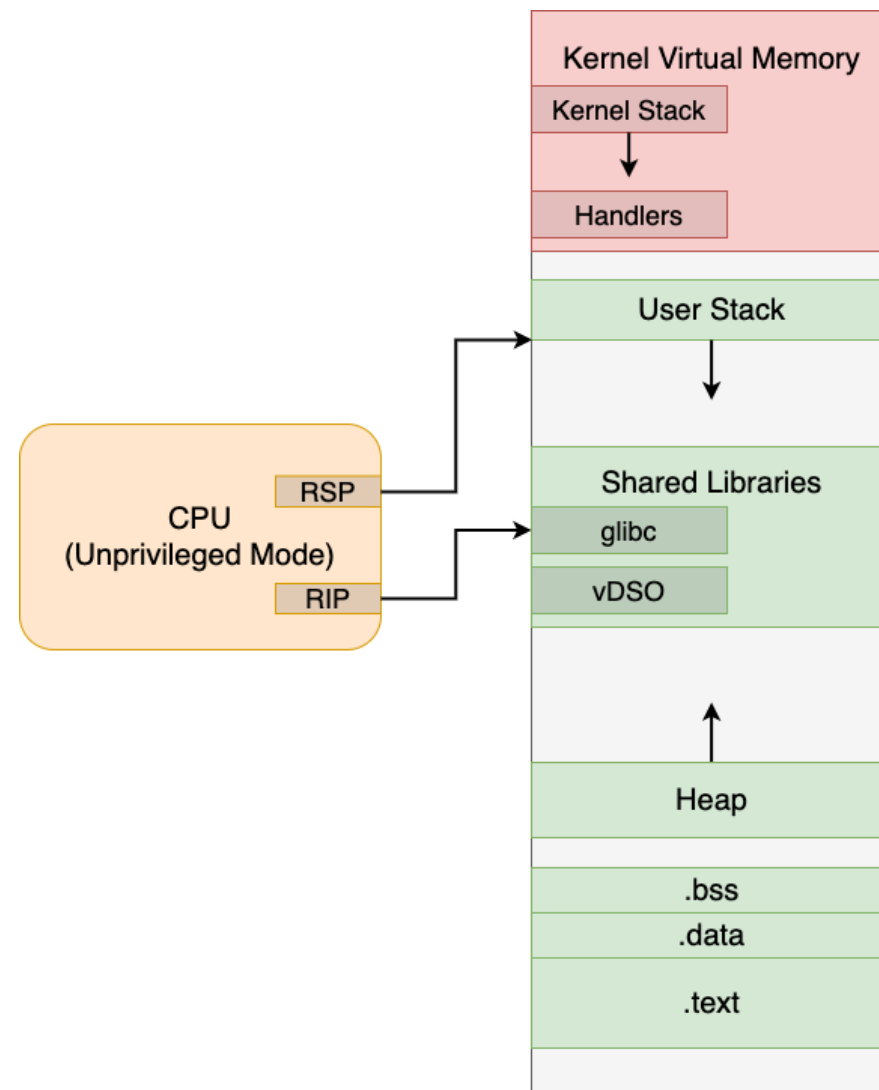 Kernel Virtual Memory
Kernel Stack
Handlers
User Stack
CPU
(Unprivileged Mode)
RSP
RIP
Shared Libraries
glibc
vDSO
Heap
.bss
.data
.text